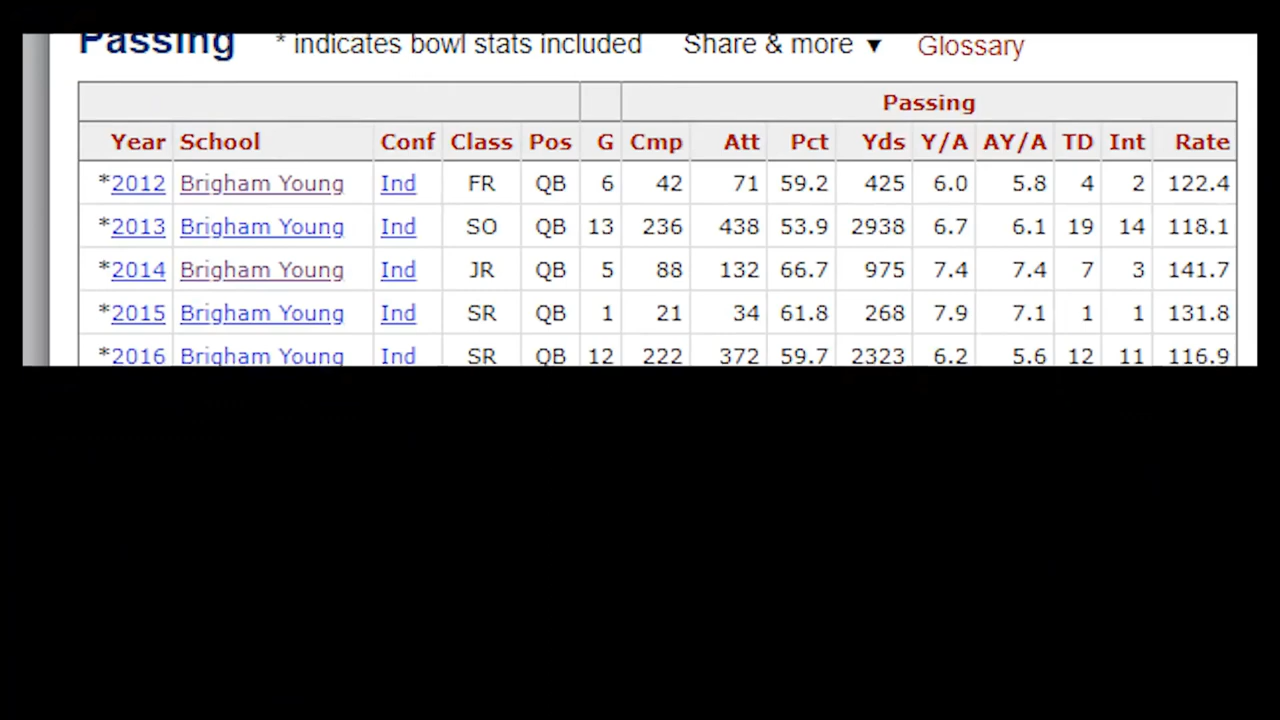 Passing * indicates bowl stats included Share & more ▼ Glossary
Passing
Year School Conf Class Pos G Cmp Att Pct Yds Y/A AY/A TD Int Rate
*2012 Brigham Young Ind FR QB 6 42 71 59.2 425 6.0 5.8 4 2 122.4
*2013 Brigham Young Ind SO QB 13 236 438 53.9 2938 6.7 6.1 19 14 118.1
*2014 Brigham Young Ind JR QB 5 88 132 66.7 975 7.4 7.4 7 3 141.7
*2015 Brigham Young Ind SR QB 1 21 34 61.8 268 7.9 7.1 1 1 131.8
*2016 Brigham Young Ind SR QB 12 222 372 59.7 2323 6.2 5.6 12 11 116.9